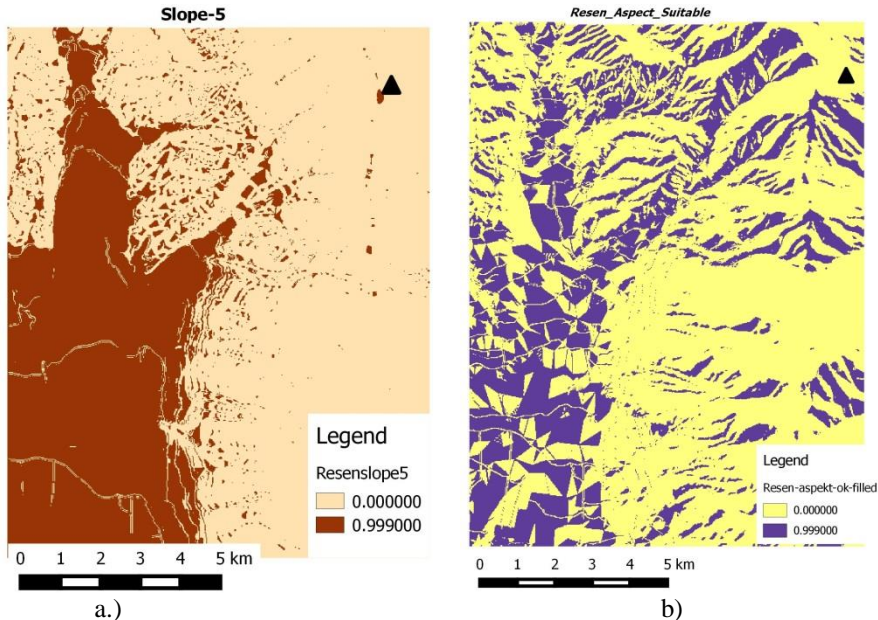 Slope-5
Legend
Resenslope5
0.000000
0.999000
0 1 2 3 4 5 km
a.)
Resen_Aspect_Suitable
Legend
Resen-aspekt-ok-filled
0.000000
0.999000
0 1 2 3 4 5 km
b)